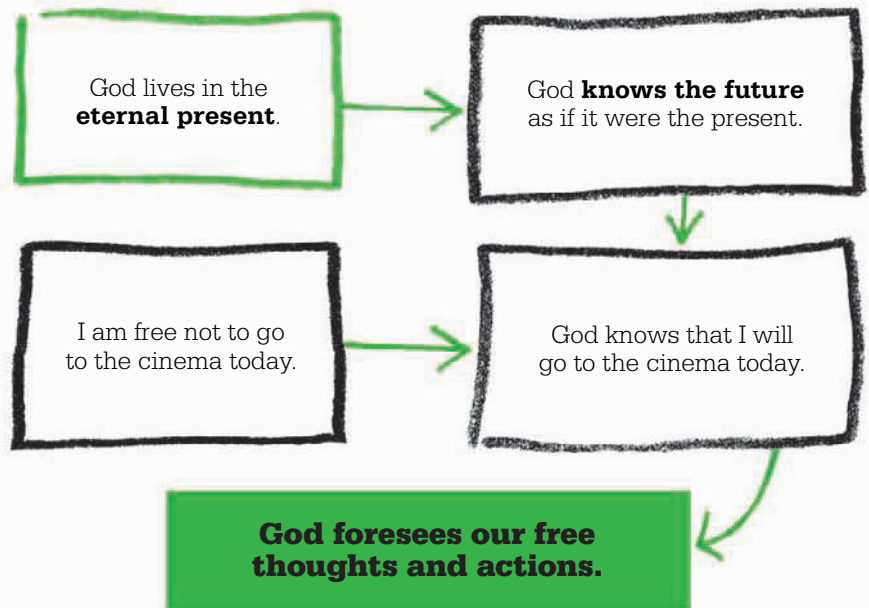 God lives in the
eternal present.
God knows the future
as if it were the present.
I am free not to go
to the cinema today.
God knows that I will
go to the cinema today.
God foresees our free
thoughts and actions.